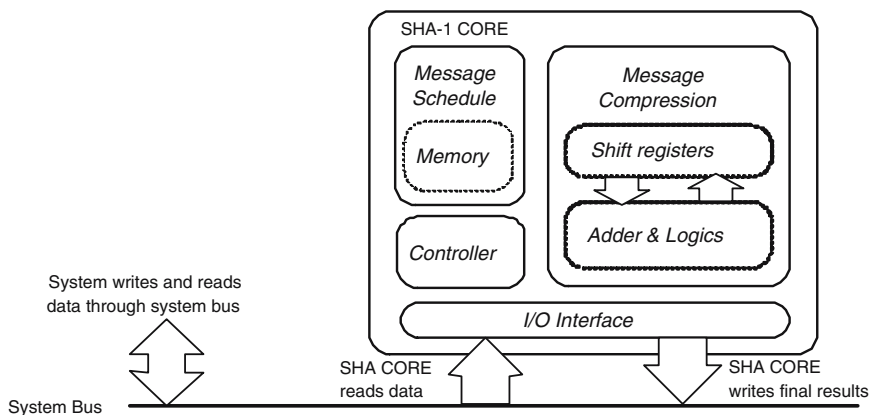 SHA-1 CORE
Message
Schedule
Memory
Controller
Message
Compression
Shift registers
Adder & Logics
I/O Interface
System writes and reads
data through system bus
SHA CORE
reads data
SHA CORE
writes final results
System Bus